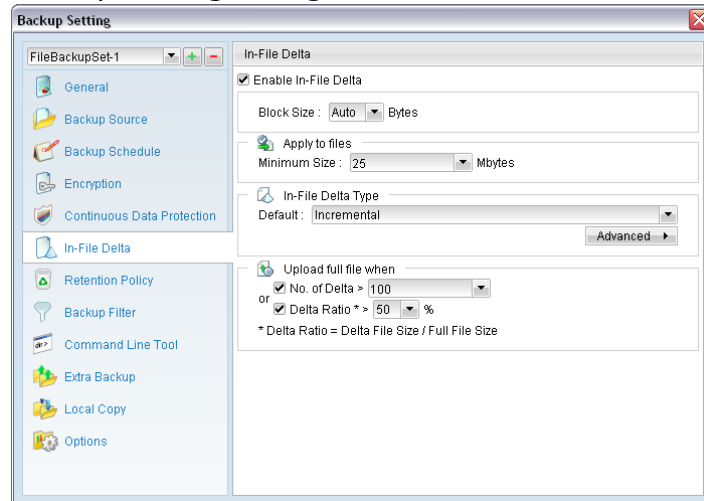 Backup Setting
FileBackupSet-1
General
Backup Source
Backup Schedule
Encryption
Continuous Data Protection
In-File Delta
Retention Policy
Backup Filter
Command Line Tool
Extra Backup
Local Copy
Options
In-File Delta
Enable In-File Delta
Block Size : Auto Bytes
Apply to files
Minimum Size : 25 Mbytes
In-File Delta Type
Default : Incremental
Advanced
Upload full file when
No. of Delta > 100
or
Delta Ratio * > 50 %
* Delta Ratio = Delta File Size / Full File Size